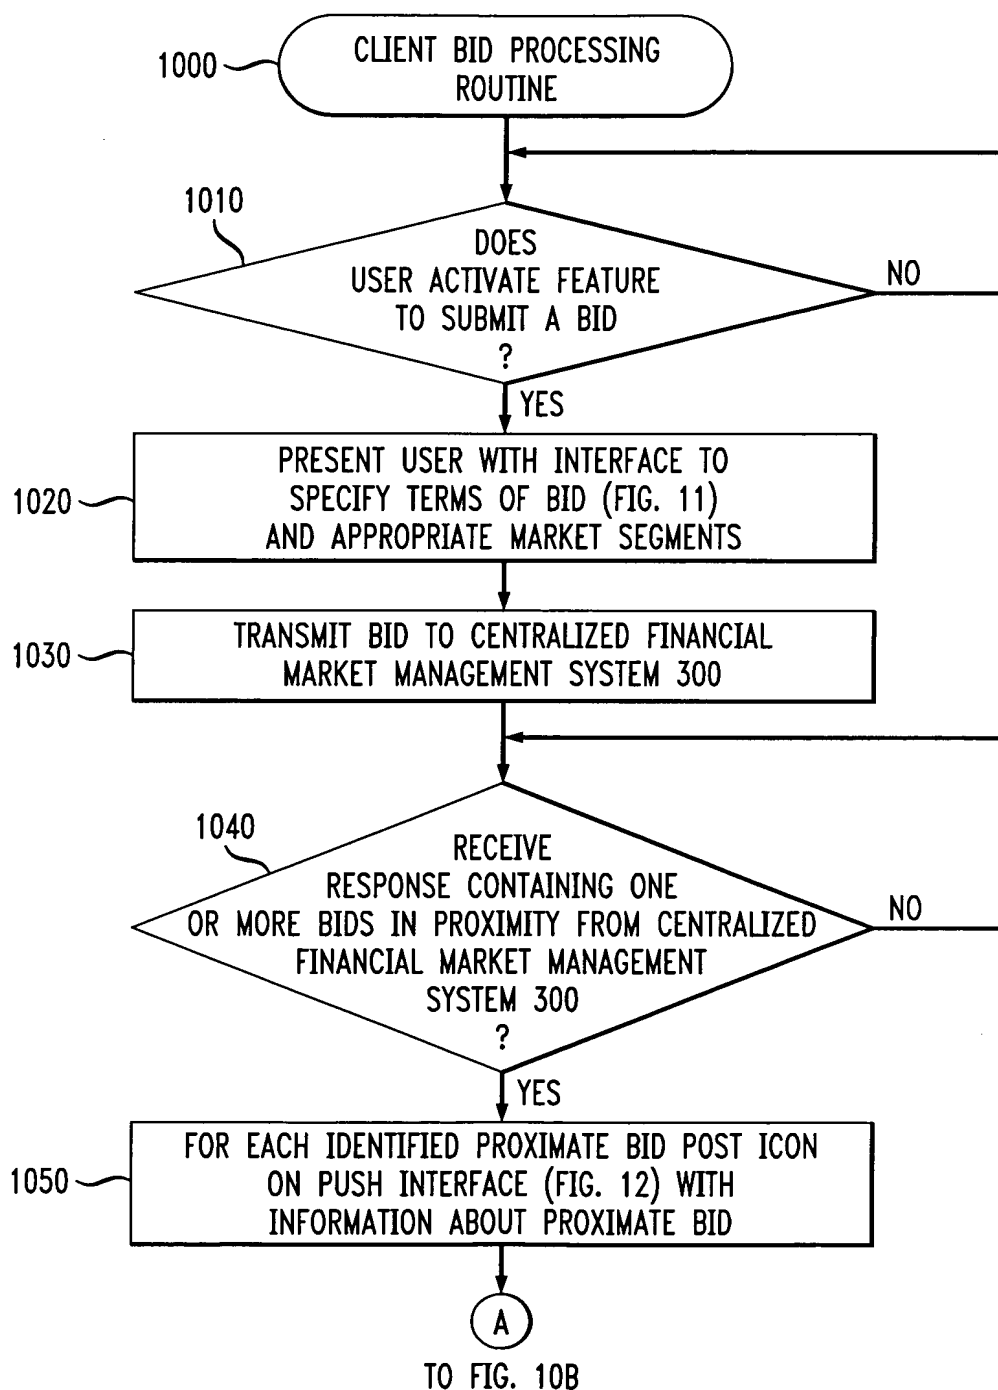 1000
CLIENT BID PROCESSING
ROUTINE
1010
DOES
USER ACTIVATE FEATURE
TO SUBMIT A BID
?
NO
YES
1020
PRESENT USER WITH INTERFACE TO
SPECIFY TERMS OF BID (FIG. 11)
AND APPROPRIATE MARKET SEGMENTS
1030
TRANSMIT BID TO CENTRALIZED FINANCIAL
MARKET MANAGEMENT SYSTEM 300
1040
RECEIVE
RESPONSE CONTAINING ONE
OR MORE BIDS IN PROXIMITY FROM CENTRALIZED
FINANCIAL MARKET MANAGEMENT
SYSTEM 300
?
NO
YES
1050
FOR EACH IDENTIFIED PROXIMATE BID POST ICON
ON PUSH INTERFACE (FIG. 12) WITH
INFORMATION ABOUT PROXIMATE BID
A
TO FIG. 10B